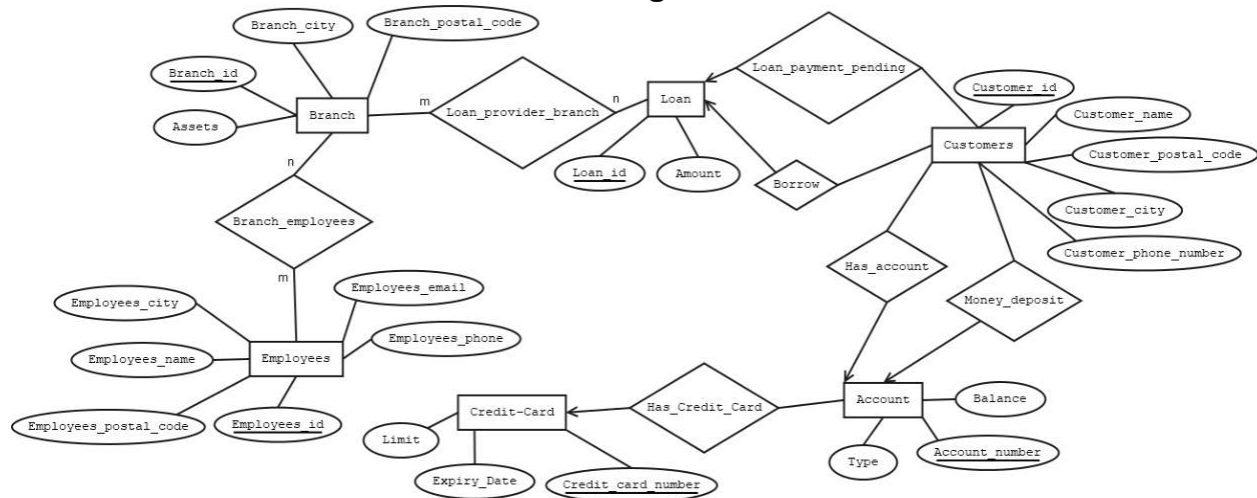 Branch_city
Branch_postal_code
Branch_id
Assets
Branch
m
Loan_provider_branch
n
Loan
Loan_id
Amount
Loan_payment_pending
Borrow
Customers
Customer_id
Customer_name
Customer_postal_code
Customer_city
Customer_phone_number
n
Branch_employees
m
Has_account
Money_deposit
Employees_city
Employees_email
Employees_name
Employees
Employees_phone
Employees_postal_code
Employees_id
Credit-Card
Limit
Expiry_Date
Credit_card_number
Has_Credit_Card
Account
Balance
Type
Account_number